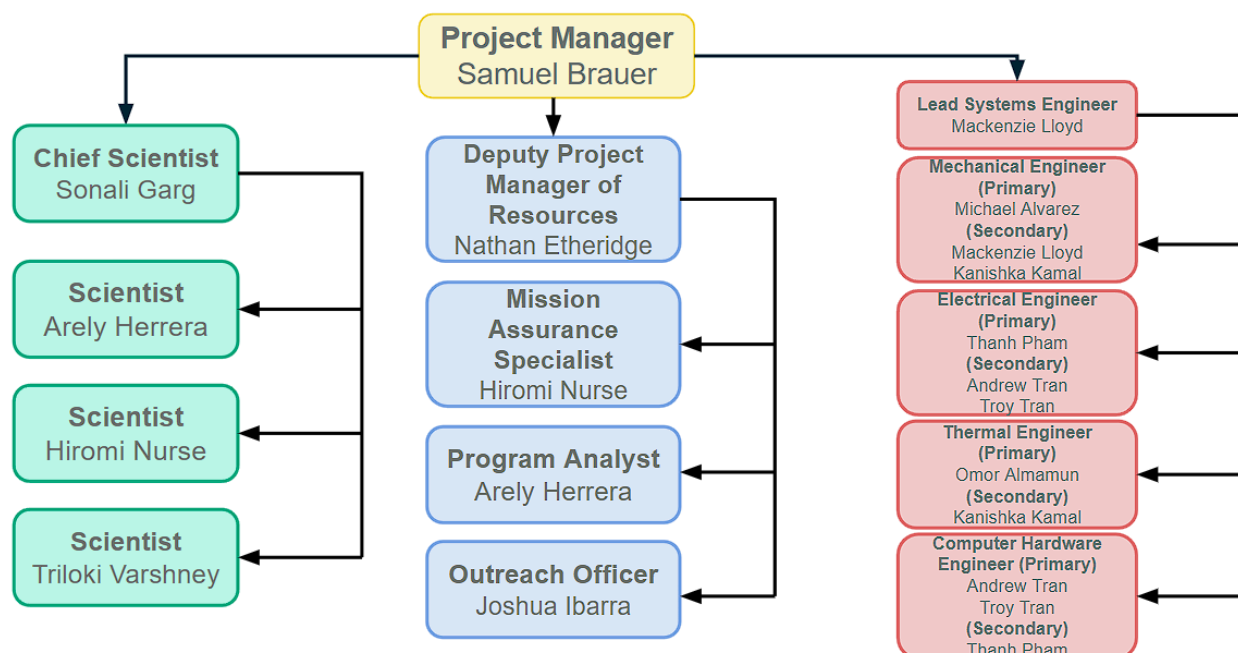 Project Manager
Samuel Brauer
Chief Scientist
Sonali Garg
Scientist
Arely Herrera
Scientist
Hiromi Nurse
Scientist
Triloki Varshney
Deputy Project
Manager of
Resources
Nathan Etheridge
Mission
Assurance
Specialist
Hiromi Nurse
Program Analyst
Arely Herrera
Outreach Officer
Joshua Ibarra
Lead Systems Engineer
Mackenzie Lloyd
Mechanical Engineer
(Primary)
Michael Alvarez
(Secondary)
Mackenzie Lloyd
Kanishka Kamal
Electrical Engineer
(Primary)
Thanh Pham
(Secondary)
Andrew Tran
Troy Tran
Thermal Engineer
(Primary)
Omor Almamun
(Secondary)
Kanishka Kamal
Computer Hardware
Engineer (Primary)
Andrew Tran
Troy Tran
(Secondary)
Thanh Pham